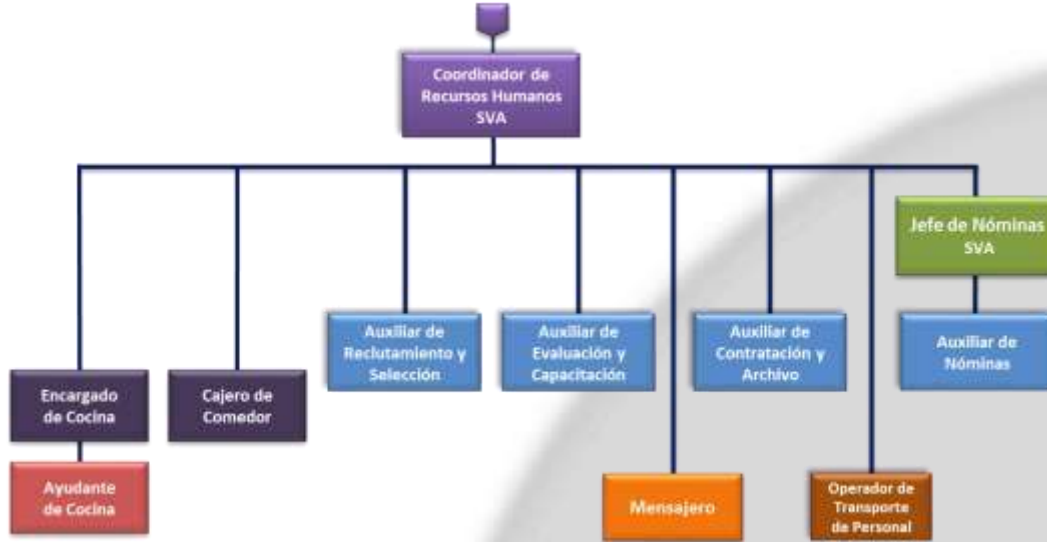 Coordinador de
Recursos Humanos
SVA
Jefe de Nóminas
SVA
Auxiliar de
Reclutamiento y
Selección
Auxiliar de
Evaluación y
Capacitación
Auxiliar de
Contratación y
Archivo
Auxiliar de
Nóminas
Encargado
de Cocina
Cajero de
Comedor
Ayudante
de Cocina
Mensajero
Operador de
Transporte
de Personal